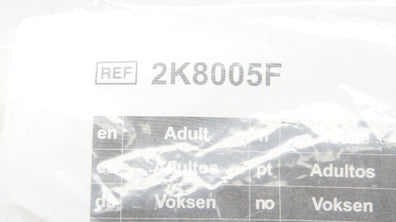 REF 2K8005F
en Adult
Adultos pt Adultos
da Voksen no Voksen